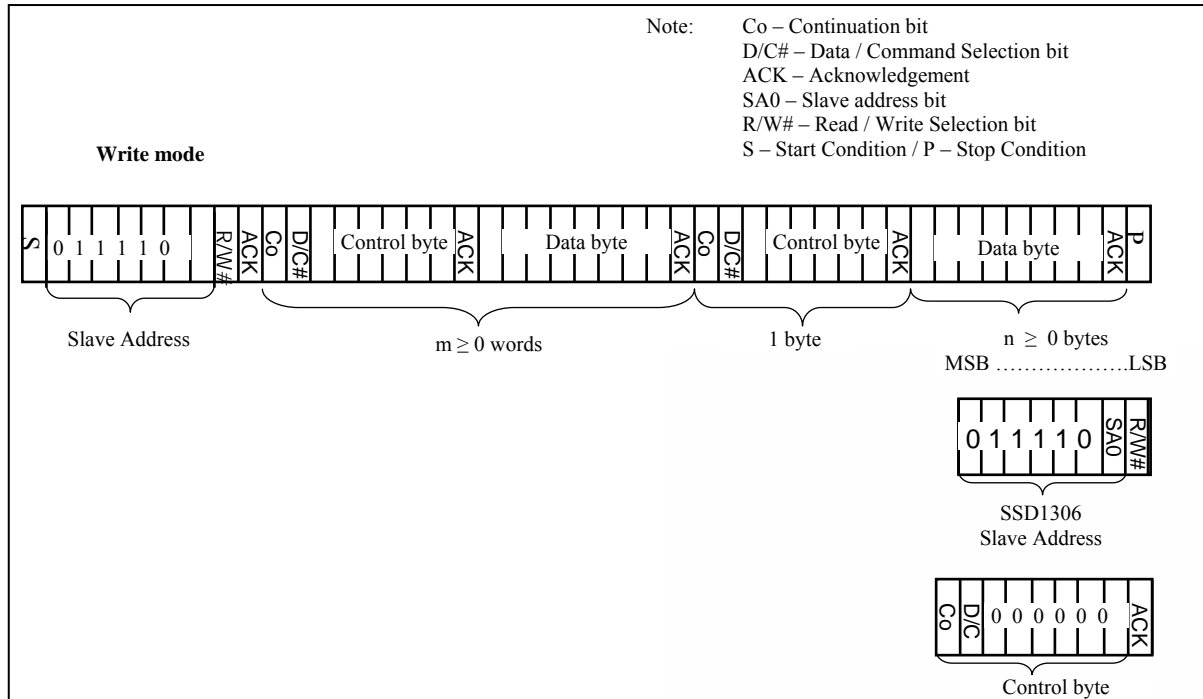 Note: Co – Continuation bit
D/C# – Data / Command Selection bit
ACK – Acknowledgement
SA0 – Slave address bit
R/W# – Read / Write Selection bit
S – Start Condition / P – Stop Condition
Write mode
S 0 1 1 1 1 0 R/W# ACK Co D/C# Control byte ACK Data byte ACK Co D/C# Control byte ACK Data byte ACK P
Slave Address m ≥ 0 words 1 byte n ≥ 0 bytes
MSB ………………….LSB
0 1 1 1 1 0 SA0 R/W#
SSD1306
Slave Address
Co D/C 0 0 0 0 0 0 ACK
Control byte